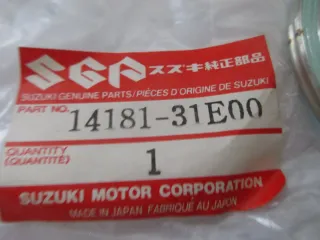 SGP スズキ純正部品
SUZUKI GENUINE PARTS/PIÈCES D'ORIGINE DE SUZUKI
PART NO. 14181-31E00
QUANTITY
(QUANTITÉ) 1
SUZUKI MOTOR CORPORATION
MADE IN JAPAN FABRIQUÉ AU JAPON